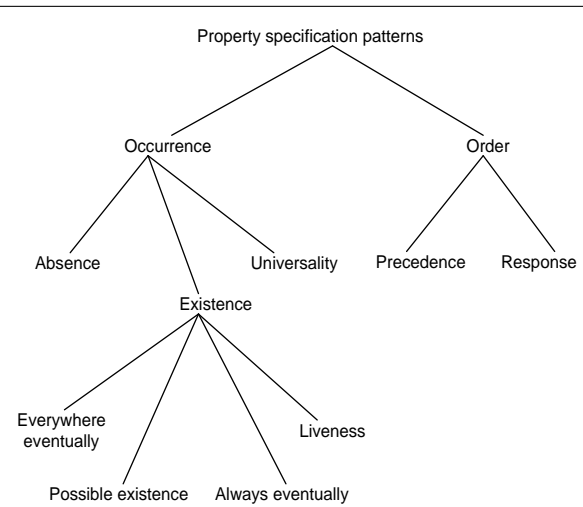 Property specification patterns
Occurrence
Order
Absence
Universality
Precedence
Response
Existence
Everywhere
eventually
Liveness
Possible existence
Always eventually